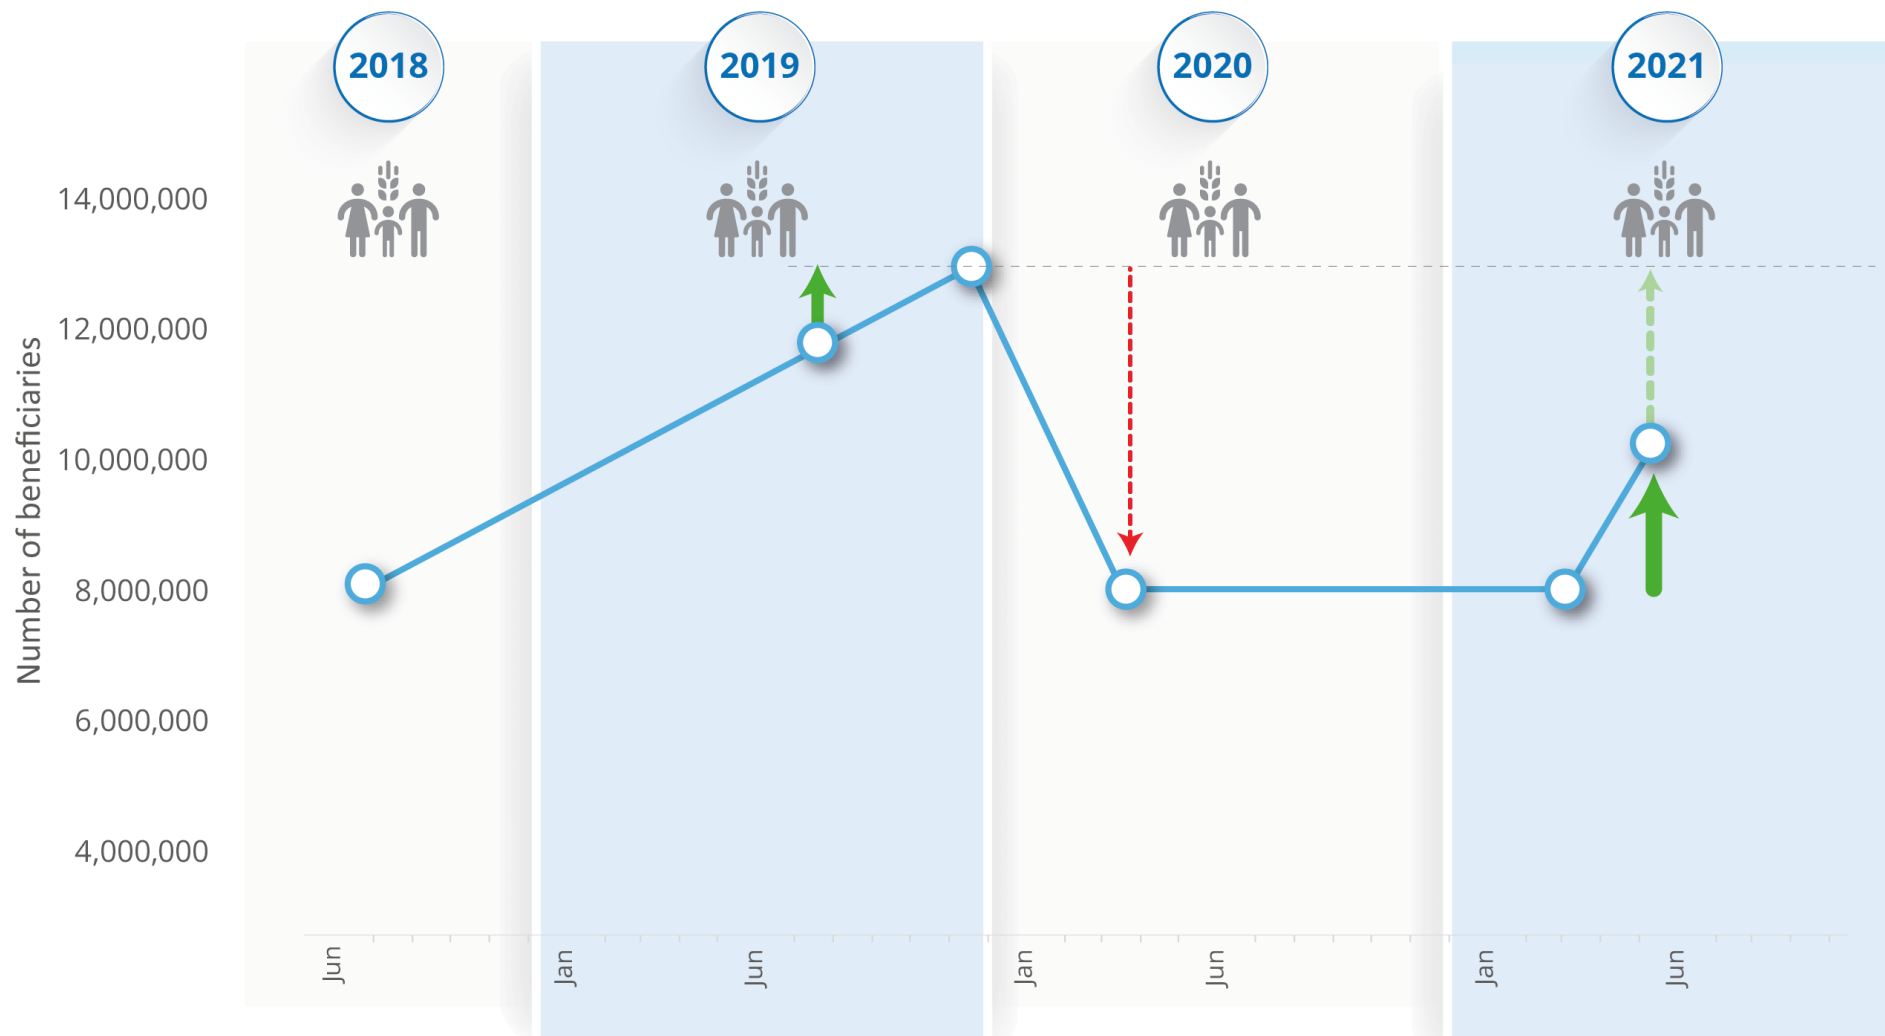 2018
2019
2020
2021
Number of beneficiaries
14,000,000
12,000,000
10,000,000
8,000,000
6,000,000
4,000,000
Jun
Jan
Jun
Jan
Jun
Jan
Jun